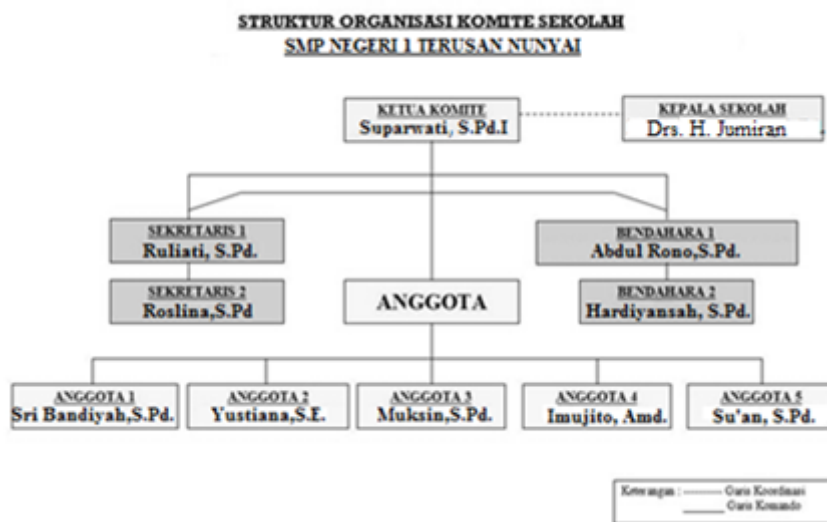 STRUKTUR ORGANISASI KOMITE SEKOLAH
SMP NEGERI 1 TERUSAN NUNYAI
KETUA KOMITE
Suparwati, S.Pd.I
KEPALA SEKOLAH
Drs. H. Jumiran
SEKRETARIS 1
Ruliati, S.Pd.
BENDAHARA 1
Abdul Rono,S.Pd.
SEKRETARIS 2
Roslina,S.Pd
ANGGOTA
BENDAHARA 2
Hardiyansah, S.Pd.
ANGGOTA 1
Sri Bandiyah,S.Pd.
ANGGOTA 2
Yustiana,S.E.
ANGGOTA 3
Muksin,S.Pd.
ANGGOTA 4
Imujito, Amd.
ANGGOTA 5
Su'an, S.Pd.
Keterangan : --------- Garis Koordinasi
______ Garis Komando